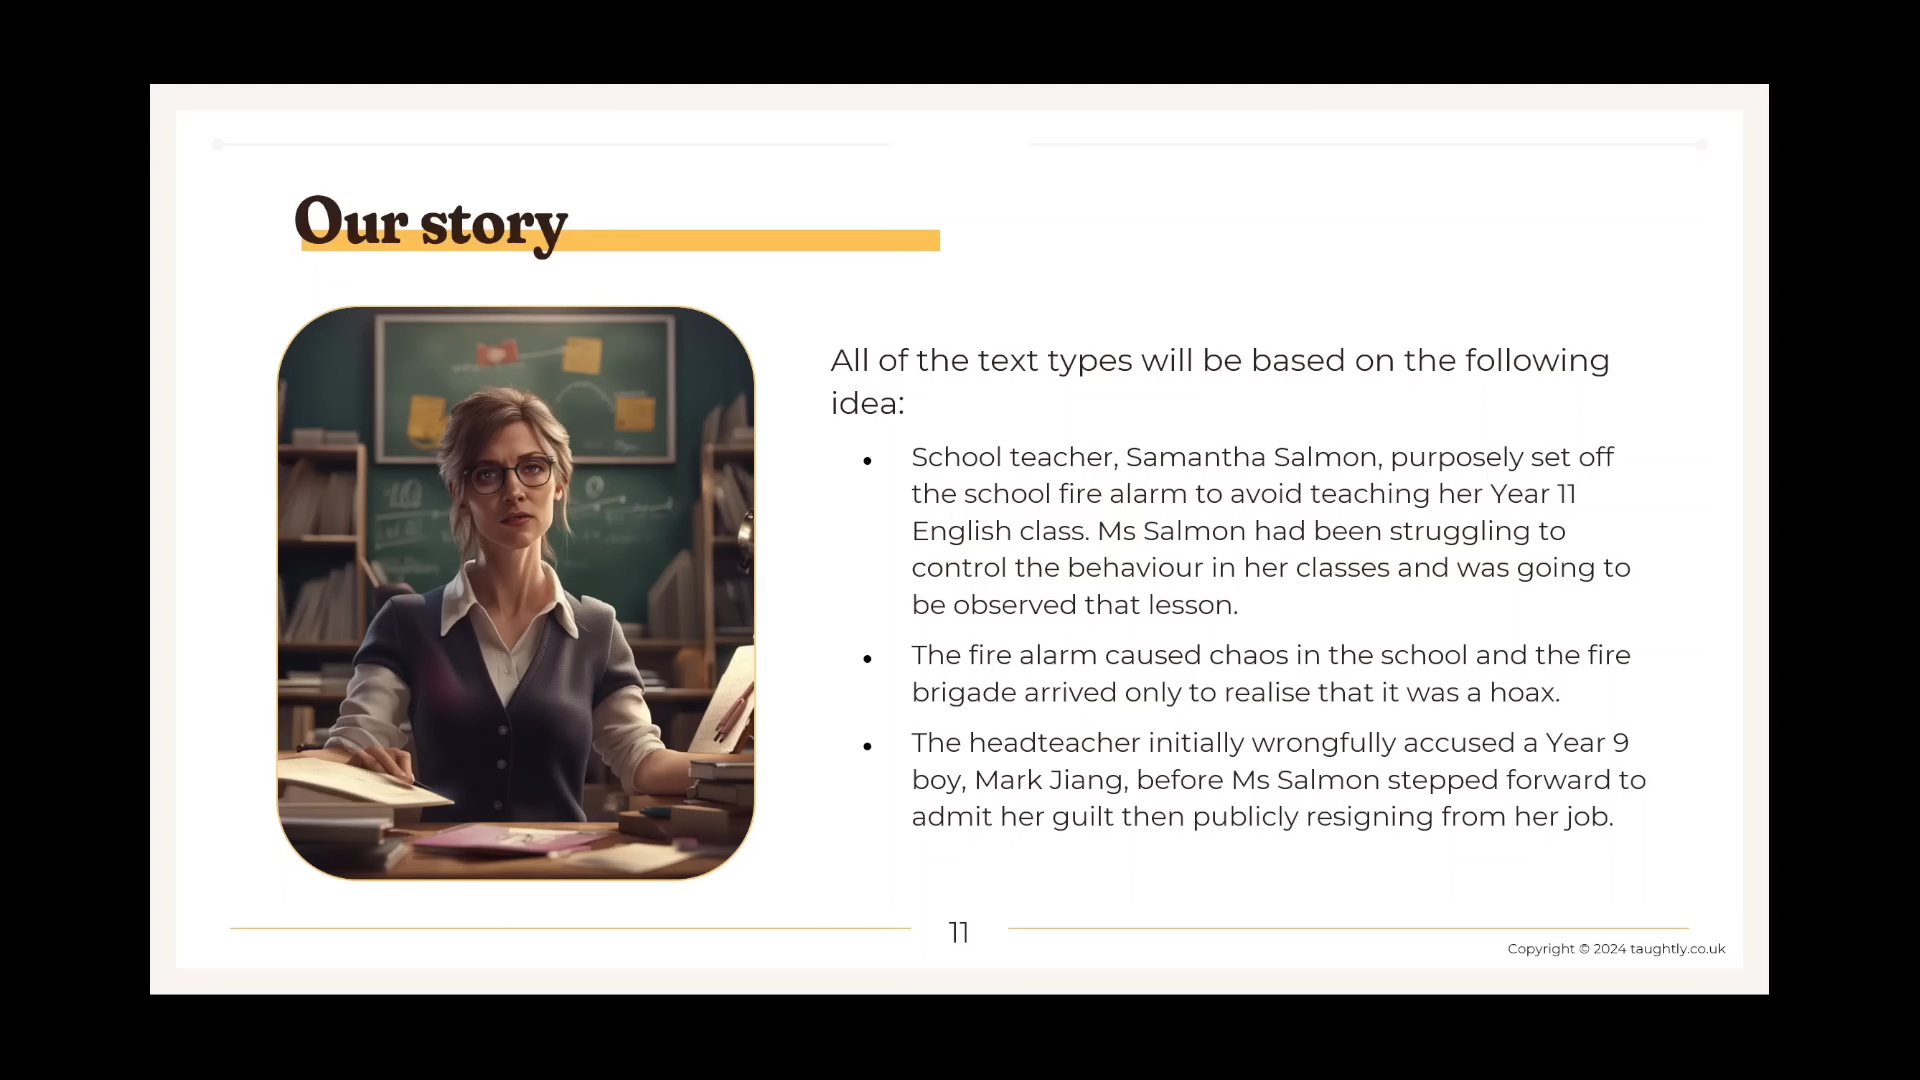 Our story
All of the text types will be based on the following
idea:
• School teacher, Samantha Salmon, purposely set off
the school fire alarm to avoid teaching her Year 11
English class. Ms Salmon had been struggling to
control the behaviour in her classes and was going to
be observed that lesson.
• The fire alarm caused chaos in the school and the fire
brigade arrived only to realise that it was a hoax.
• The headteacher initially wrongfully accused a Year 9
boy, Mark Jiang, before Ms Salmon stepped forward to
admit her guilt then publicly resigning from her job.
11
Copyright © 2024 taughtly.co.uk